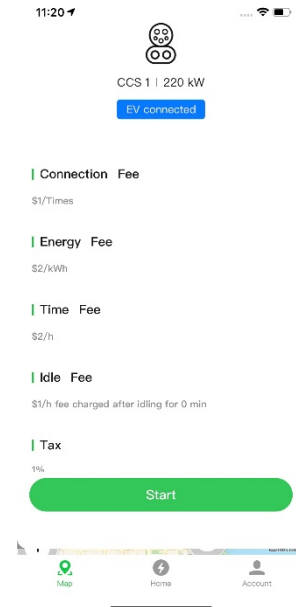 11:20
CCS 1 | 220 kW
EV connected
Connection Fee
$1/Times
Energy Fee
$2/kWh
Time Fee
$2/h
Idle Fee
$1/h fee charged after idling for 0 min
Tax
1%
Start
Map
Home
Account